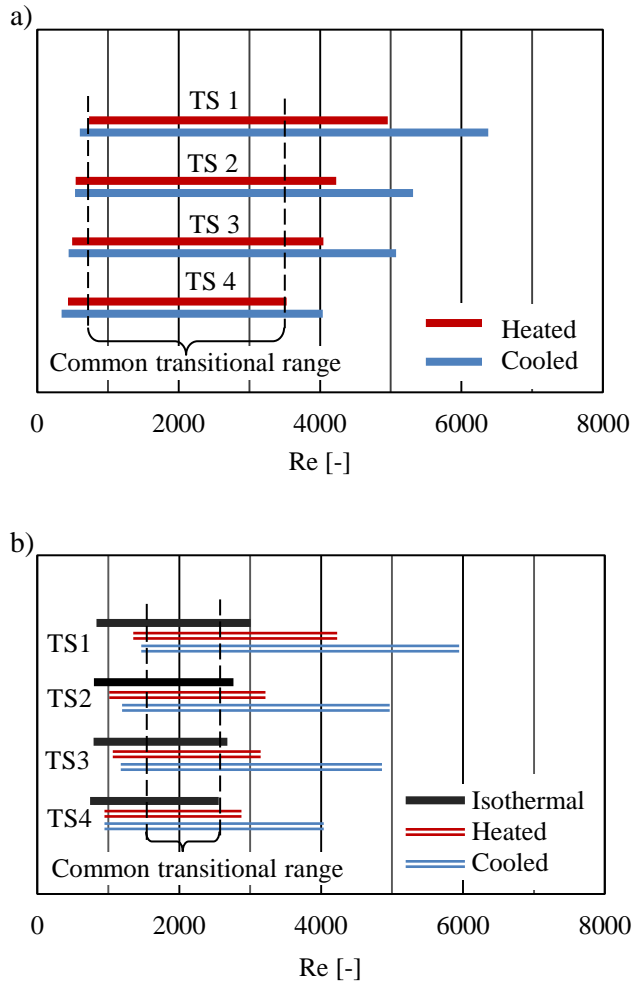 a)
TS 1
TS 2
TS 3
TS 4
Heated
Common transitional range
Cooled
0 2000 4000 6000 8000
Re [-]
b)
TS1
TS2
TS3
Isothermal
TS4
Heated
Common transitional range
Cooled
0 2000 4000 6000 8000
Re [-]